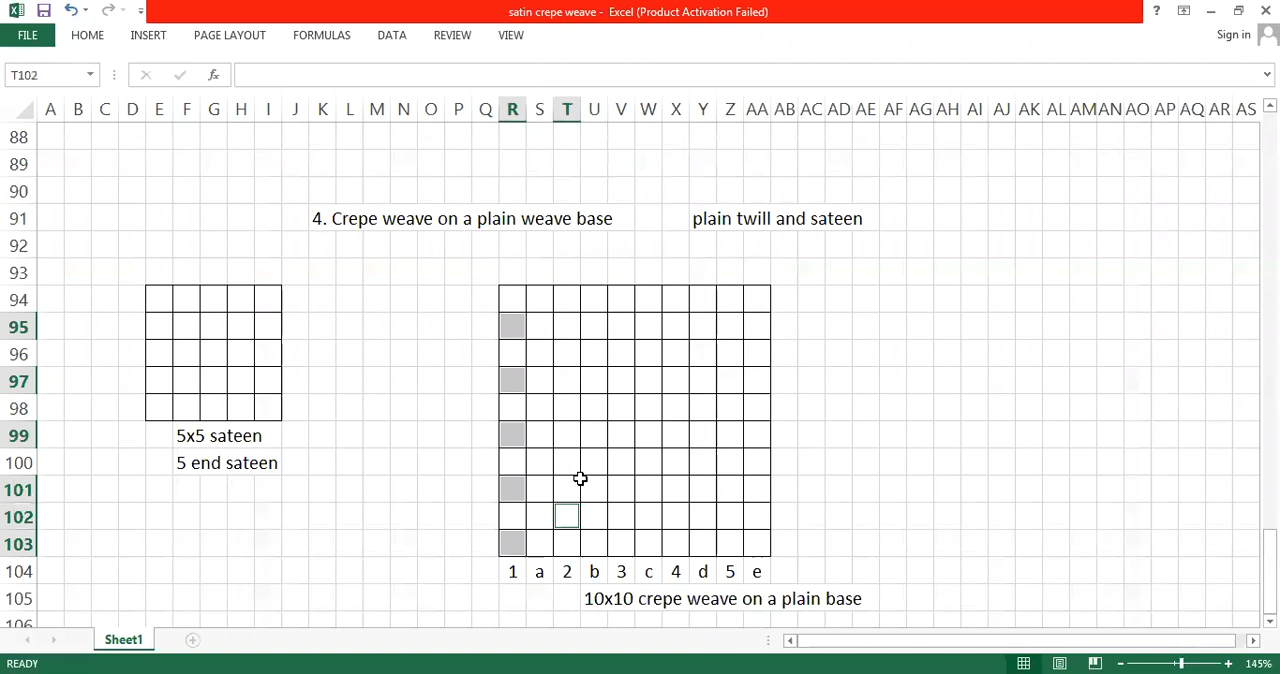 satin crepe weave - Excel (Product Activation Failed)
FILE HOME INSERT PAGE LAYOUT FORMULAS DATA REVIEW VIEW Sign in
T102
A B C D E F G H I J K L M N O P Q R S T U V W X Y Z AA AB AC AD AE AF AG AH AI AJ AK AL AM AN AO AP AQ AR AS
88
89
90
91 4. Crepe weave on a plain weave base plain twill and sateen
92
93
94
95
96
97
98
99 5x5 sateen
100 5 end sateen
101
102
103
104 1 a 2 b 3 c 4 d 5 e
105 10x10 crepe weave on a plain base
106
Sheet1
READY 145%